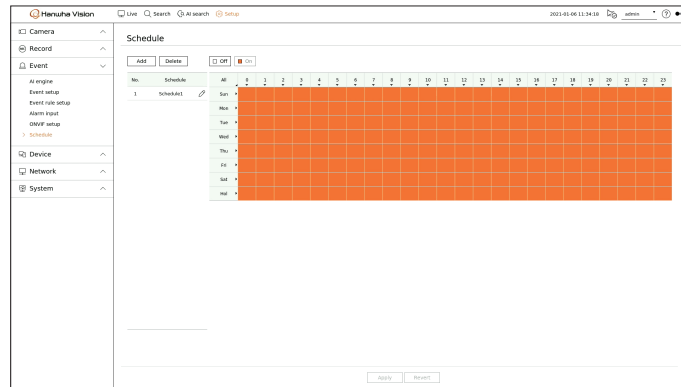 Hanwha Vision Live Search AI search Setup 2021-01-06 11:34:18 admin ?
Camera
Record
Event
AI engine
Event setup
Event rule setup
Alarm input
ONVIF setup
> Schedule
Device
Network
System
Schedule
Add Delete Off On
No. Schedule All 0 1 2 3 4 5 6 7 8 9 10 11 12 13 14 15 16 17 18 19 20 21 22 23
1 Schedule1 Sun
Mon
Tue
Wed
Thu
Fri
Sat
Hol
Apply Revert